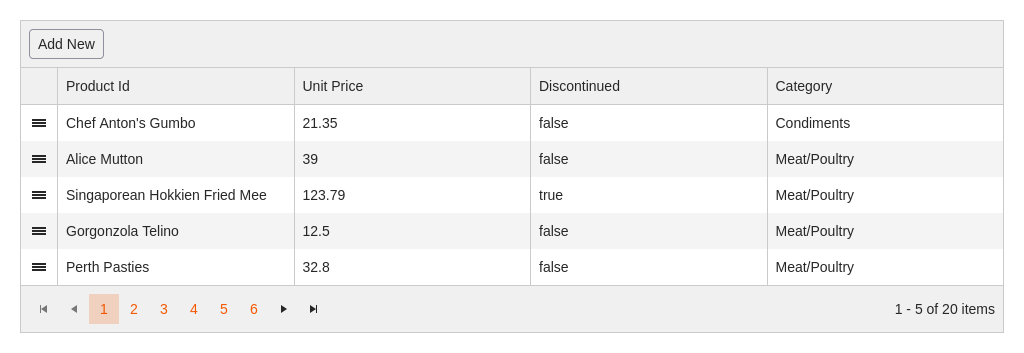 Add New
Product Id Unit Price Discontinued Category
Chef Anton's Gumbo 21.35 false Condiments
Alice Mutton 39 false Meat/Poultry
Singaporean Hokkien Fried Mee 123.79 true Meat/Poultry
Gorgonzola Telino 12.5 false Meat/Poultry
Perth Pasties 32.8 false Meat/Poultry
1 2 3 4 5 6 1 - 5 of 20 items